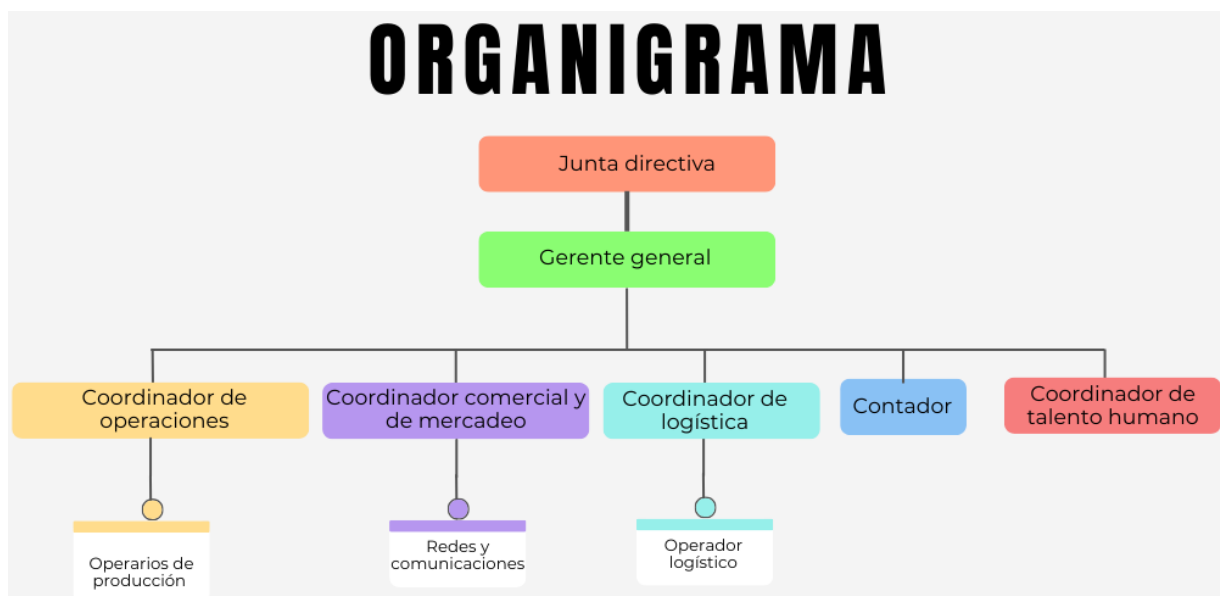 ORGANIGRAMA
Junta directiva
Gerente general
Coordinador de
operaciones
Coordinador comercial y
de mercadeo
Coordinador de
logística
Contador
Coordinador de
talento humano
Operarios de
producción
Redes y
comunicaciones
Operador
logístico